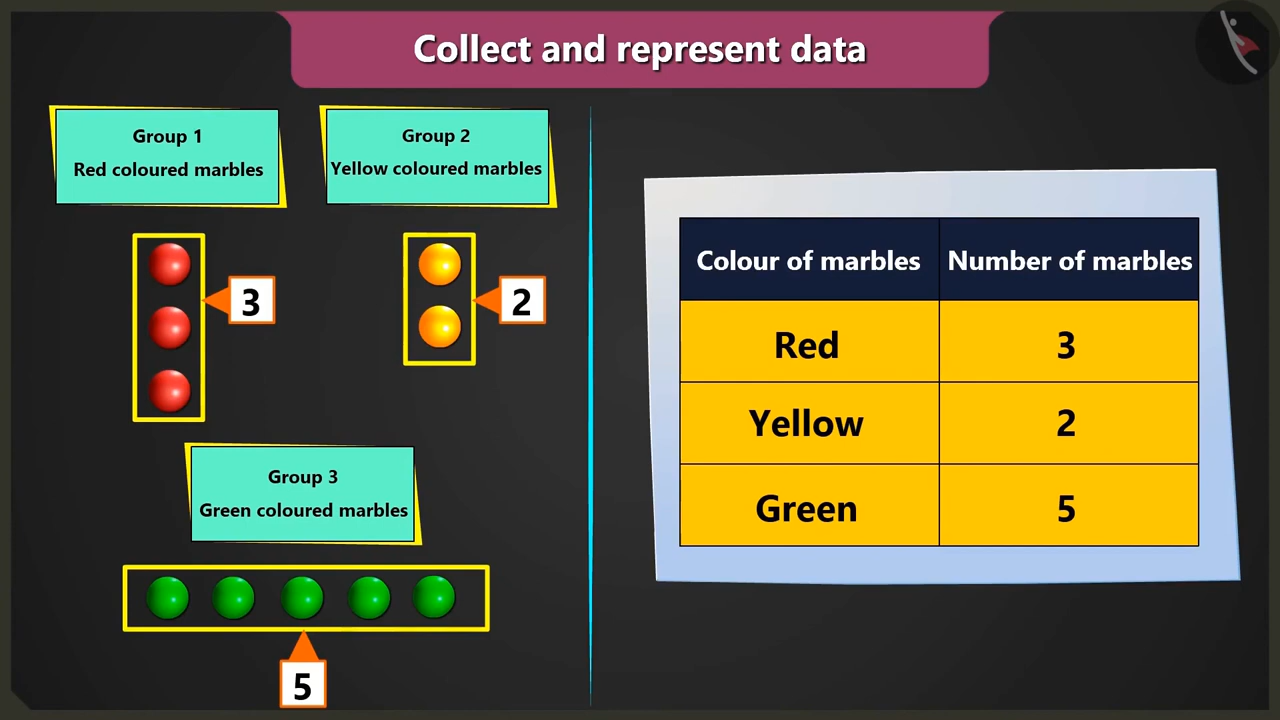 Collect and represent data
Group 1
Red coloured marbles
Group 2
Yellow coloured marbles
3
2
Group 3
Green coloured marbles
5
Colour of marbles Number of marbles
Red 3
Yellow 2
Green 5